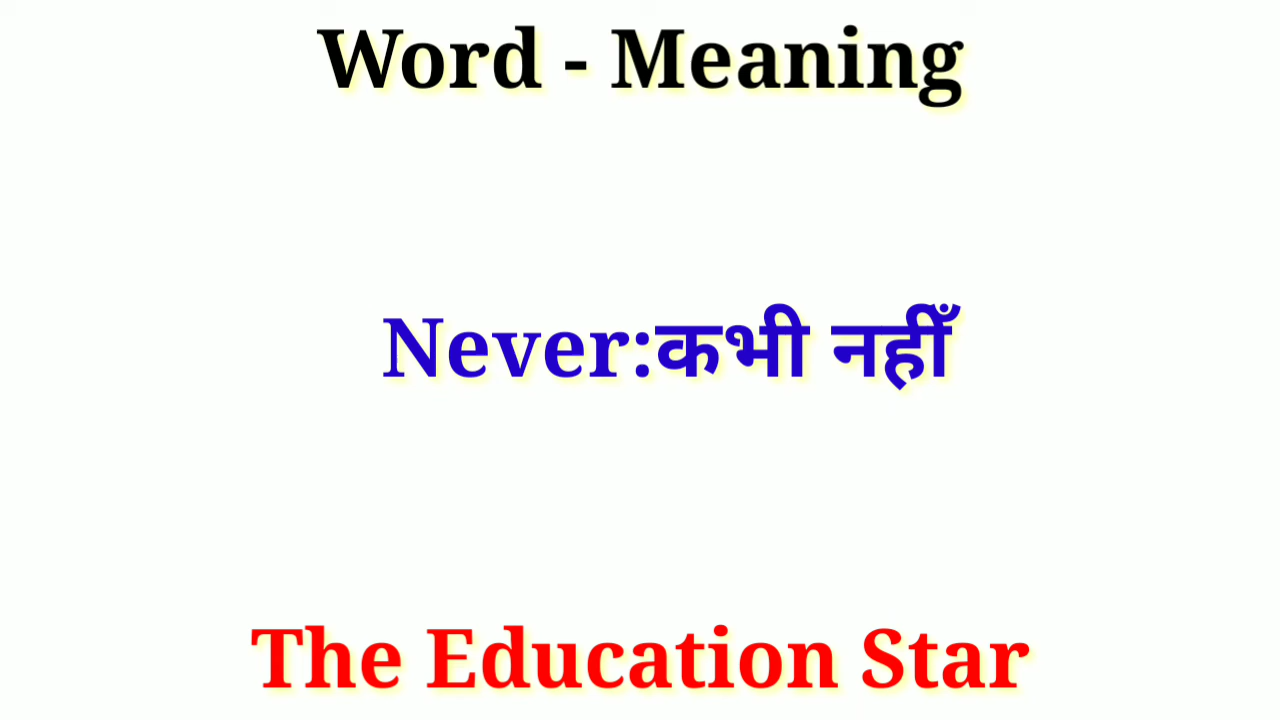 Word - Meaning
Never:कभी नहीँ
The Education Star